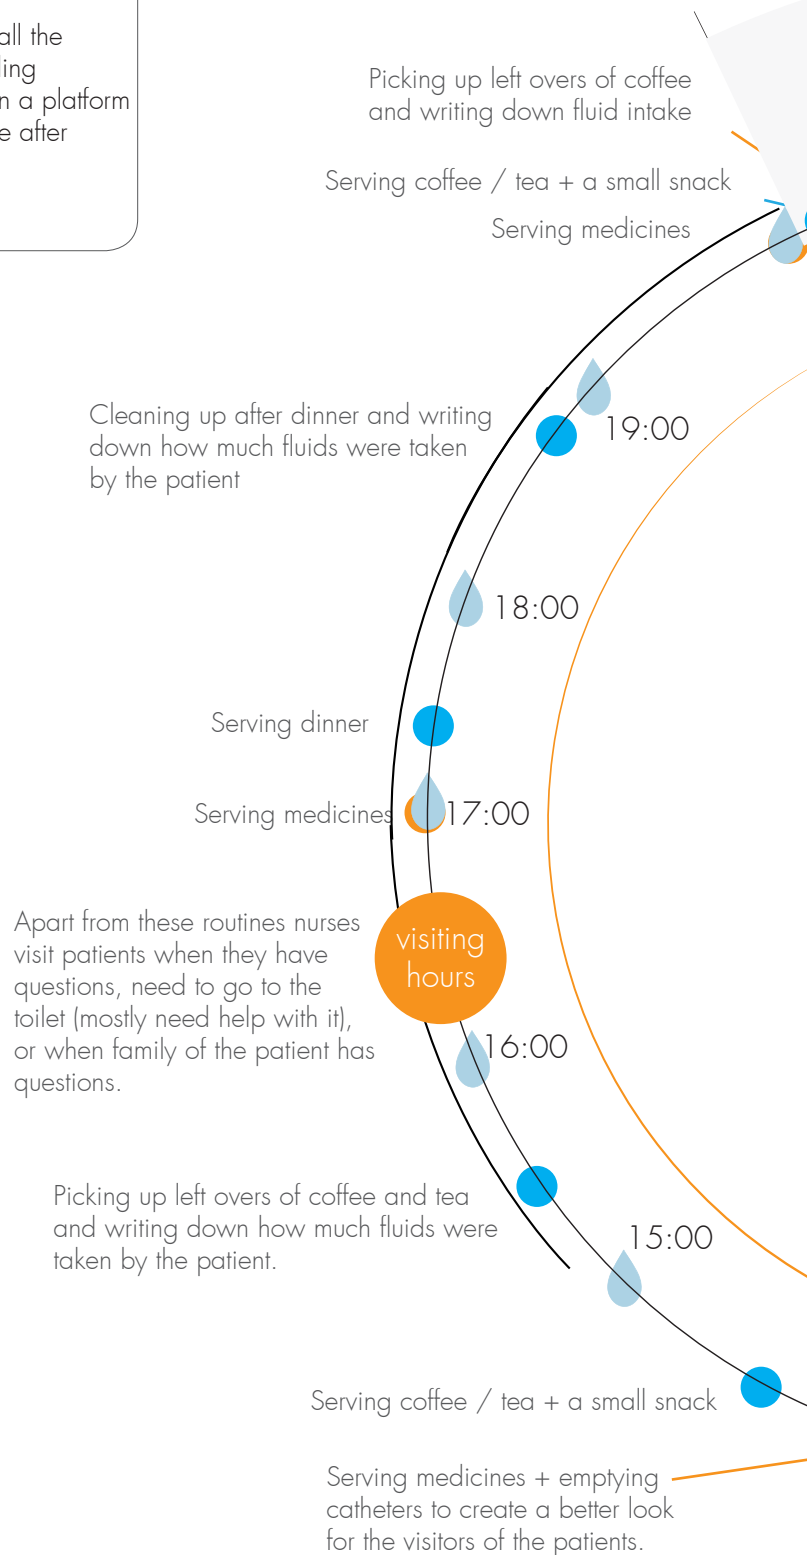 all the
n a platform
e after
Picking up left overs of coffee
and writing down fluid intake
Serving coffee / tea + a small snack
Serving medicines
Cleaning up after dinner and writing
down how much fluids were taken
by the patient
19:00
18:00
Serving dinner
Serving medicines
17:00
Apart from these routines nurses
visit patients when they have
questions, need to go to the
toilet (mostly need help with it),
or when family of the patient has
questions.
visiting
hours
16:00
Picking up left overs of coffee and tea
and writing down how much fluids were
taken by the patient.
15:00
Serving coffee / tea + a small snack
Serving medicines + emptying
catheters to create a better look
for the visitors of the patients.